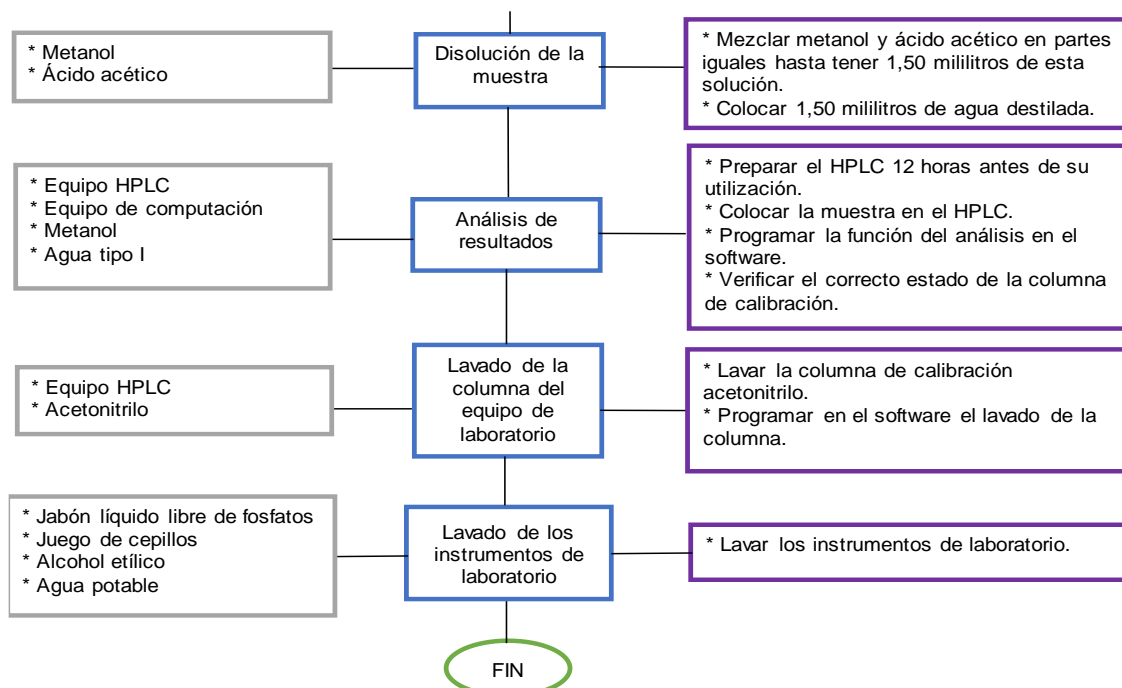 * Metanol
* Ácido acético
Disolución de la
muestra
* Mezclar metanol y ácido acético en partes
iguales hasta tener 1,50 mililitros de esta
solución.
* Colocar 1,50 mililitros de agua destilada.
* Equipo HPLC
* Equipo de computación
* Metanol
* Agua tipo I
Análisis de
resultados
* Preparar el HPLC 12 horas antes de su
utilización.
* Colocar la muestra en el HPLC.
* Programar la función del análisis en el
software.
* Verificar el correcto estado de la columna
de calibración.
* Equipo HPLC
* Acetonitrilo
Lavado de la
columna del
equipo de
laboratorio
* Lavar la columna de calibración
acetonitrilo.
* Programar en el software el lavado de la
columna.
* Jabón líquido libre de fosfatos
* Juego de cepillos
* Alcohol etílico
* Agua potable
Lavado de los
instrumentos de
laboratorio
* Lavar los instrumentos de laboratorio.
FIN